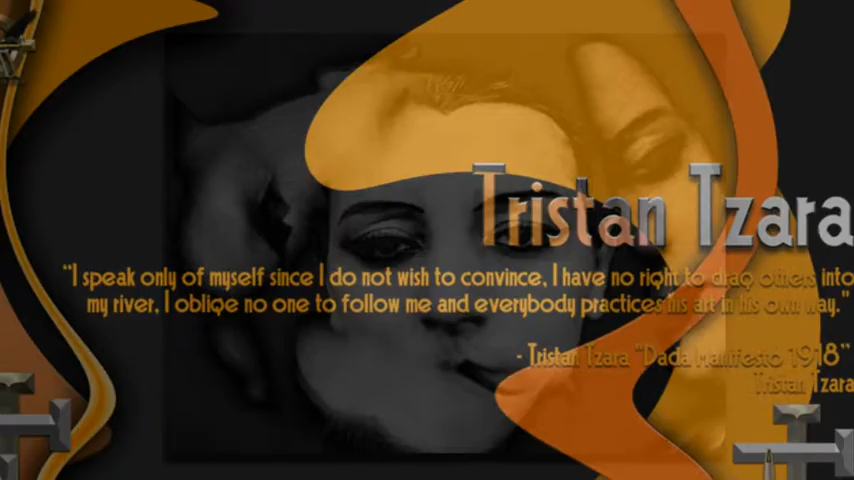 Tristan Tzara
“I speak only of myself since I do not wish to convince, I have no right to drag others into
my river, I oblige no one to follow me and everybody practices his art in his own way.”
- Tristan Tzara “Dada Manifesto 1918”
Tristan Tzara